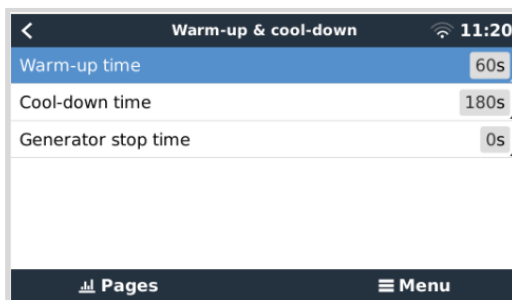 Warm-up & cool-down 11:20
Warm-up time 60s
Cool-down time 180s
Generator stop time 0s
Pages Menu